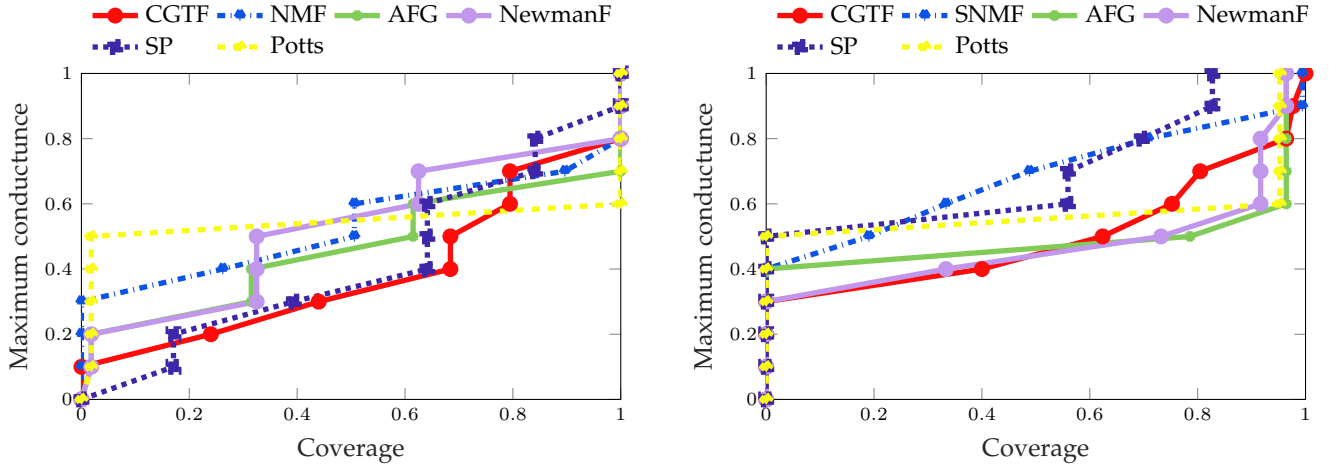 CGTF NMF AFG NewmanF
SP Potts
Maximum conductunce
1
0.8
0.6
0.4
0.2
0
0 0.2 0.4 0.6 0.8 1
Coverage
CGTF SNMF AFG NewmanF
SP Potts
Maximum conductance
1
0.8
0.6
0.4
0.2
0
0 0.2 0.4 0.6 0.8 1
Coverage